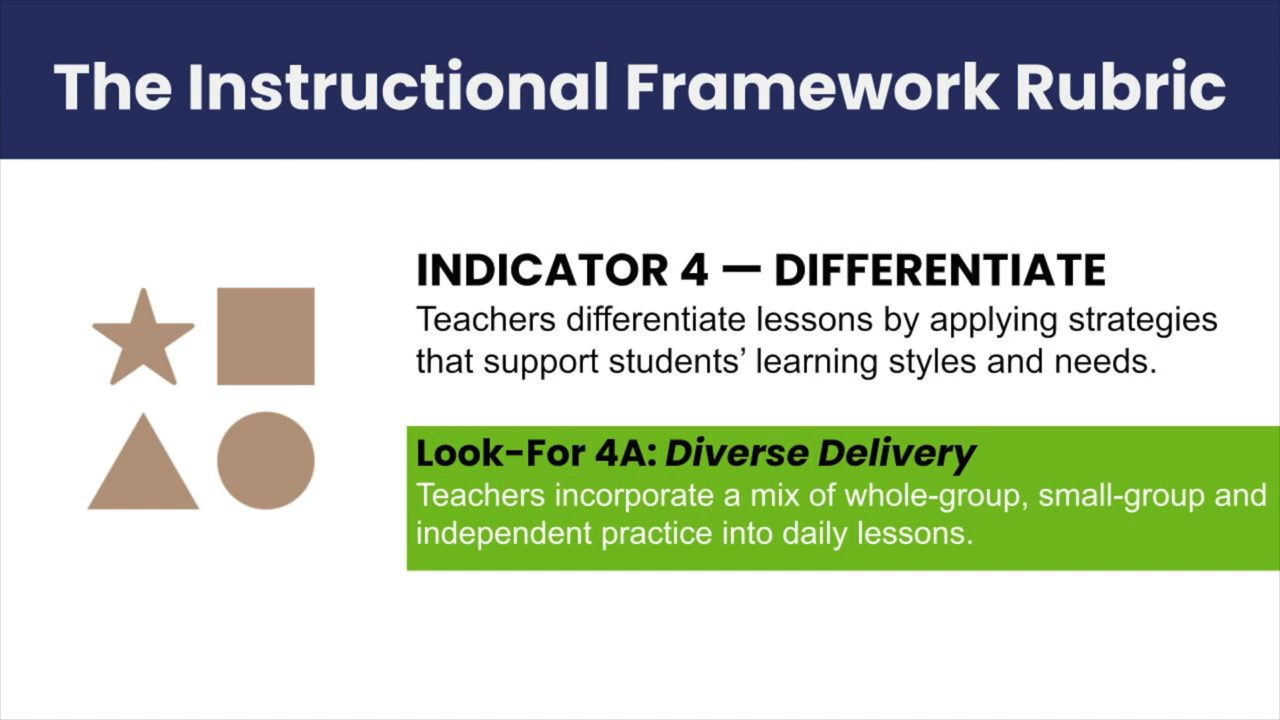 The Instructional Framework Rubric
INDICATOR 4 — DIFFERENTIATE
Teachers differentiate lessons by applying strategies
that support students’ learning styles and needs.
Look-For 4A: Diverse Delivery
Teachers incorporate a mix of whole-group, small-group and
independent practice into daily lessons.